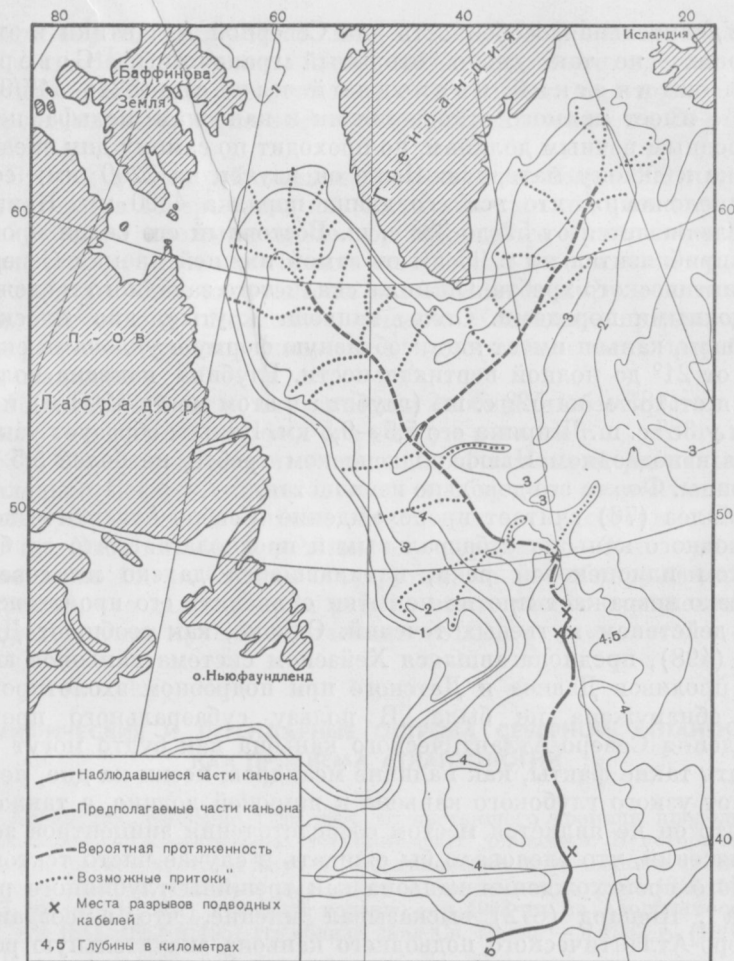 80
60
40
20
Исландия
Баффинова
Земля
Гренландия
1
3
60
60
п-ов
Лабрадор
3
3
3
3
4
50
50
2
4,5
4
о.Ньюфаундленд
4
4
40
Наблюдавшиеся части каньона
Предполагаемые части каньона
Вероятная протяженность
Возможные притоки
Места разрывов подводных
кабелей
4,5 Глубины в километрах